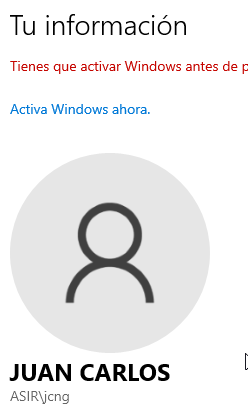 Tu información
Tienes que activar Windows antes de p
Activa Windows ahora.
JUAN CARLOS
ASIR\jcng